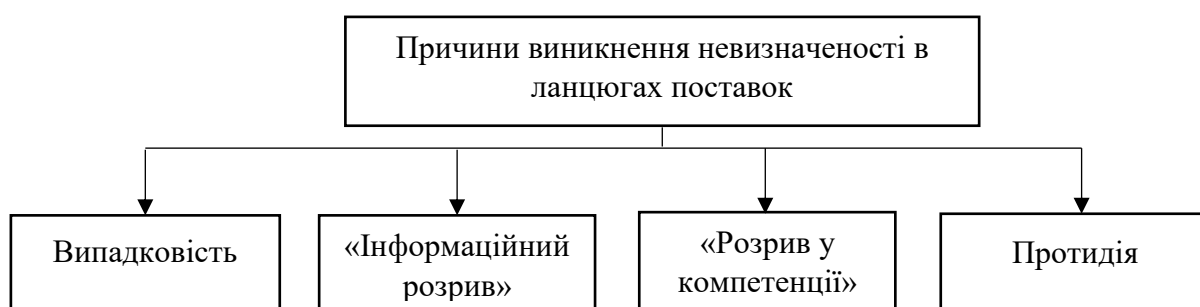 Причини виникнення невизначеності в
ланцюгах поставок
Випадковість
«Інформаційний
розрив»
«Розрив у
компетенції»
Протидія